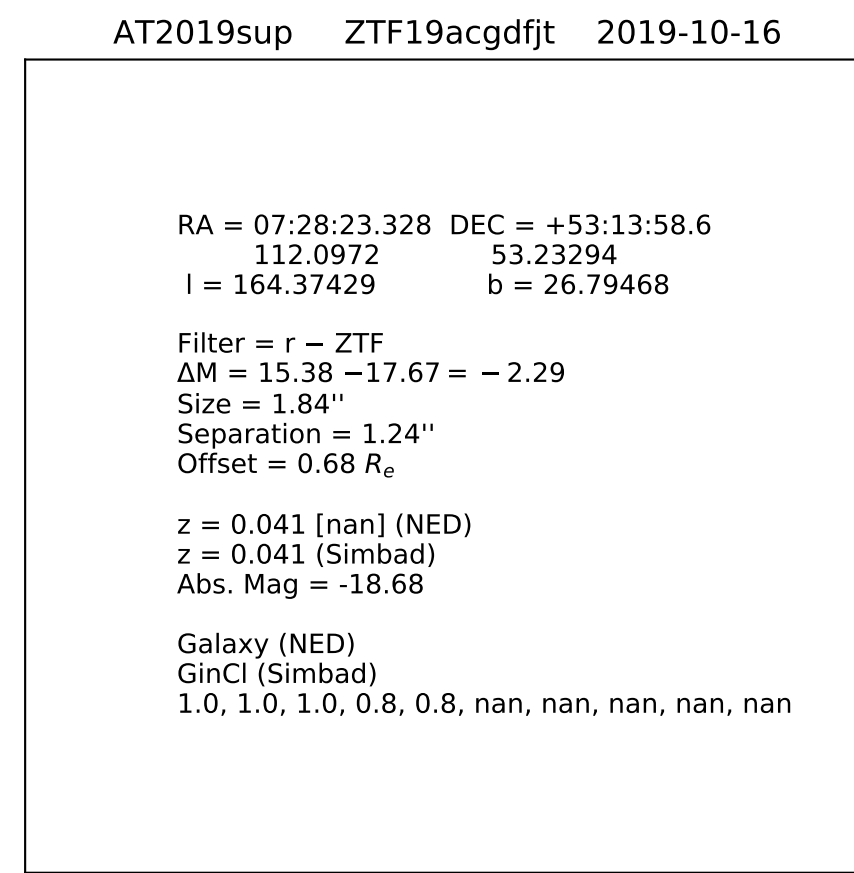 AT2019sup ZTF19acgdfjt 2019-10-16
RA = 07:28:23.328 DEC = +53:13:58.6
112.0972 53.23294
l = 164.37429 b = 26.79468
Filter = r − ZTF
ΔM = 15.38 −17.67 = − 2.29
Size = 1.84''
Separation = 1.24''
Offset = 0.68 Rₑ
z = 0.041 [nan] (NED)
z = 0.041 (Simbad)
Abs. Mag = -18.68
Galaxy (NED)
GinCl (Simbad)
1.0, 1.0, 1.0, 0.8, 0.8, nan, nan, nan, nan, nan